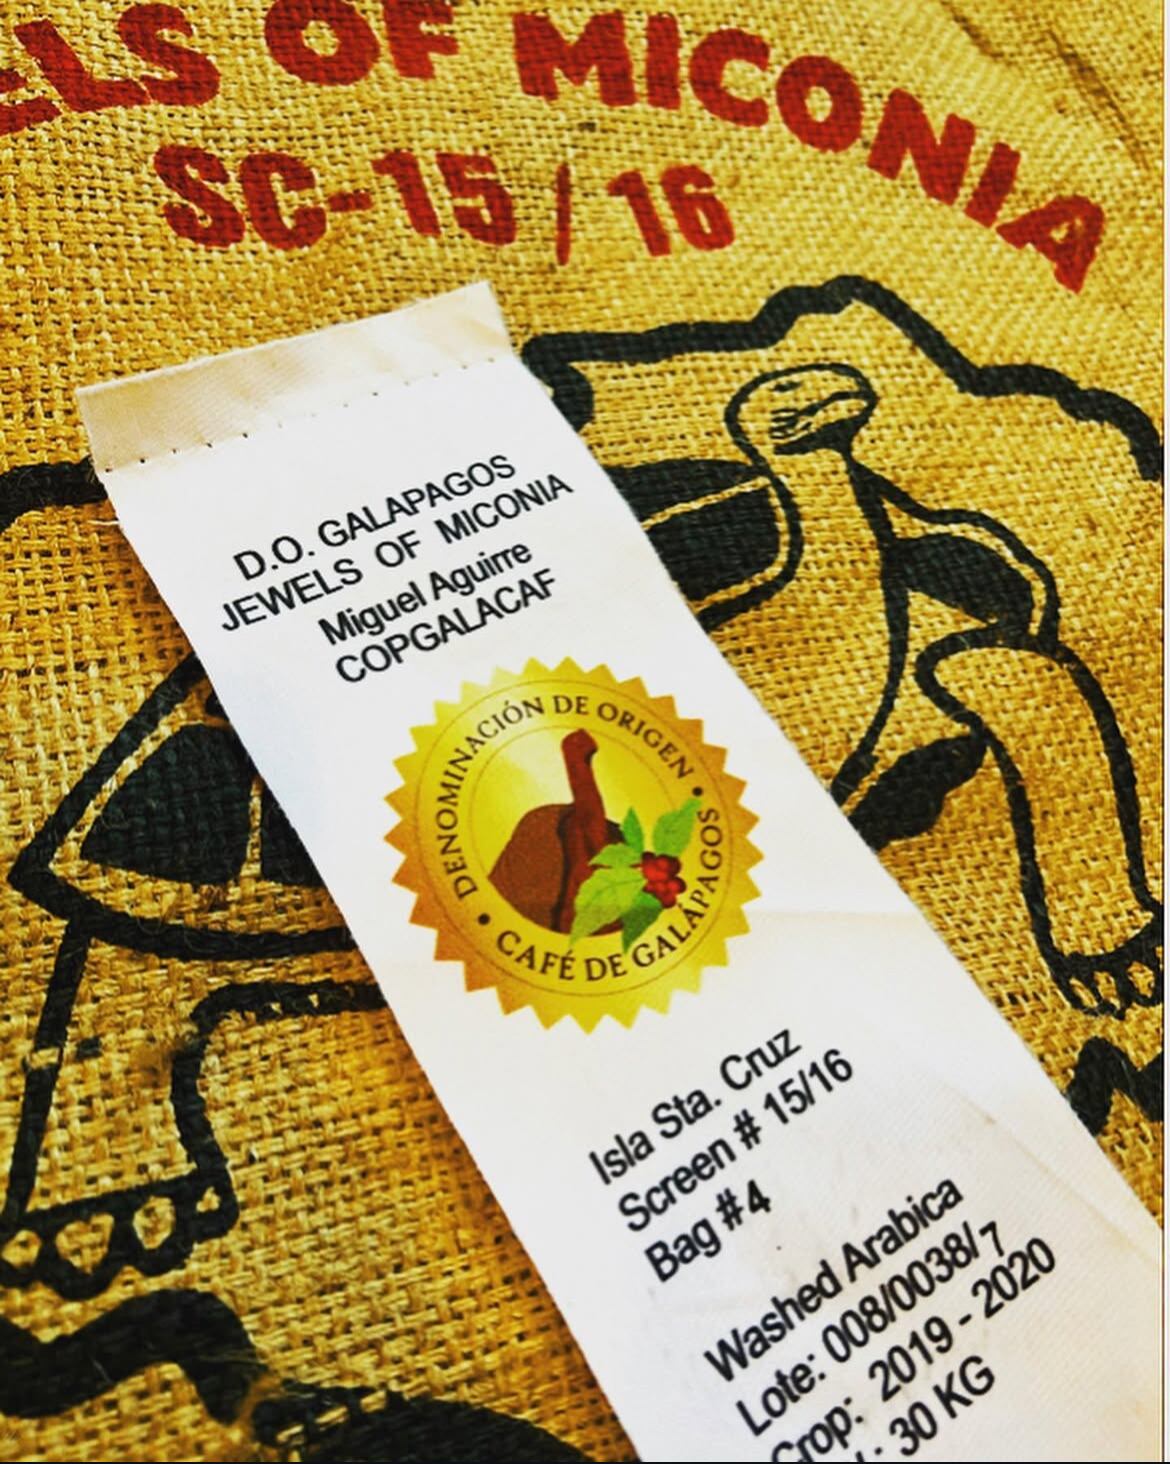 ELS OF MICONIA
SC-15/16
D.O. GALAPAGOS
JEWELS OF MICONIA
Miguel Aguirre
COPGALACAF
DENOMINACIÓN DE ORIGEN
• CAFÉ DE GALÁPAGOS •
Isla Sta. Cruz
Screen # 15/16
Bag #4
Washed Arabica
Lote: 008/0038/7
Crop: 2019 - 2020
30 KG